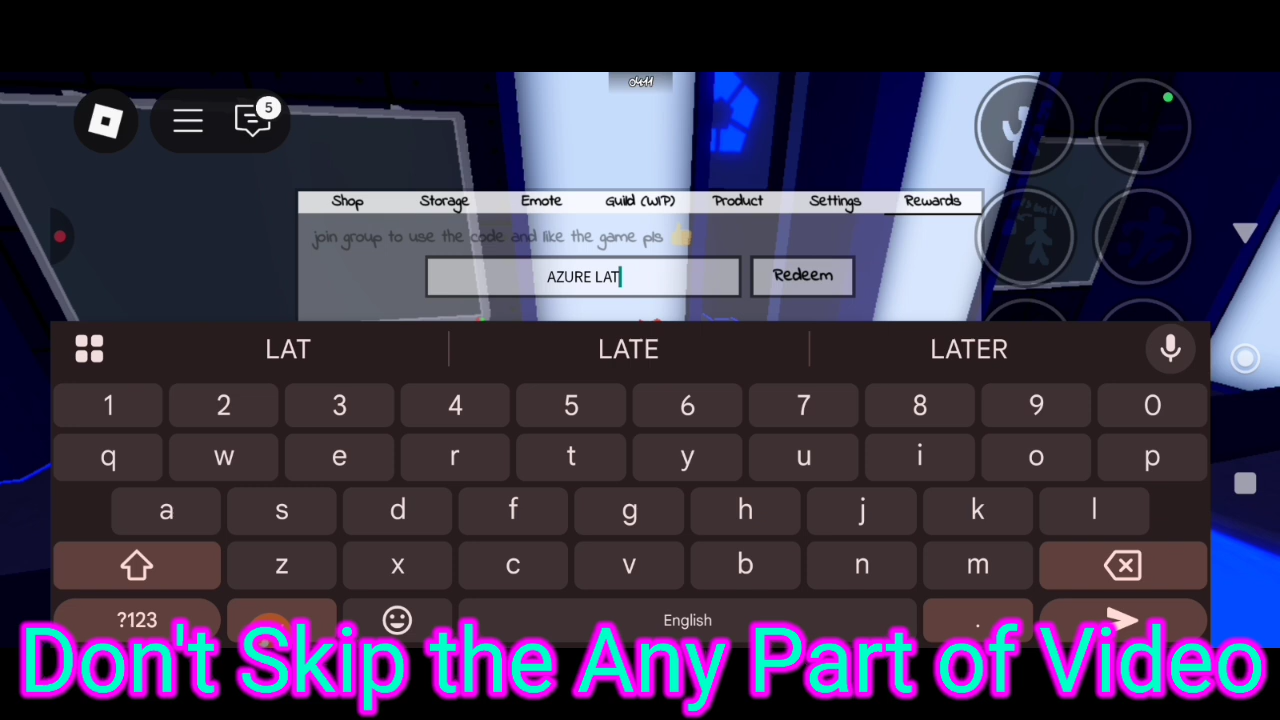 5
Shop Storage Emote Guild (WIP) Product Settings Rewards
join group to use the code and like the game pls 👍
AZURE LAT Redeem
LAT LATE LATER
1 2 3 4 5 6 7 8 9 0
q w e r t y u i o p
a s d f g h j k l
z x c v b n m
?123 English .
Don't Skip the Any Part of Video